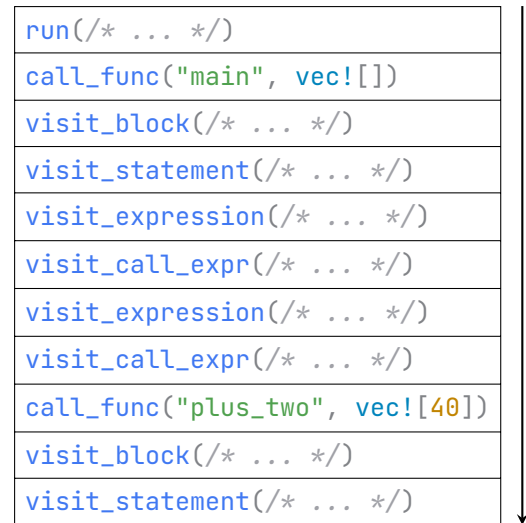 run(/* ... */)
call_func("main", vec![])
visit_block(/* ... */)
visit_statement(/* ... */)
visit_expression(/* ... */)
visit_call_expr(/* ... */)
visit_expression(/* ... */)
visit_call_expr(/* ... */)
call_func("plus_two", vec![40])
visit_block(/* ... */)
visit_statement(/* ... */)